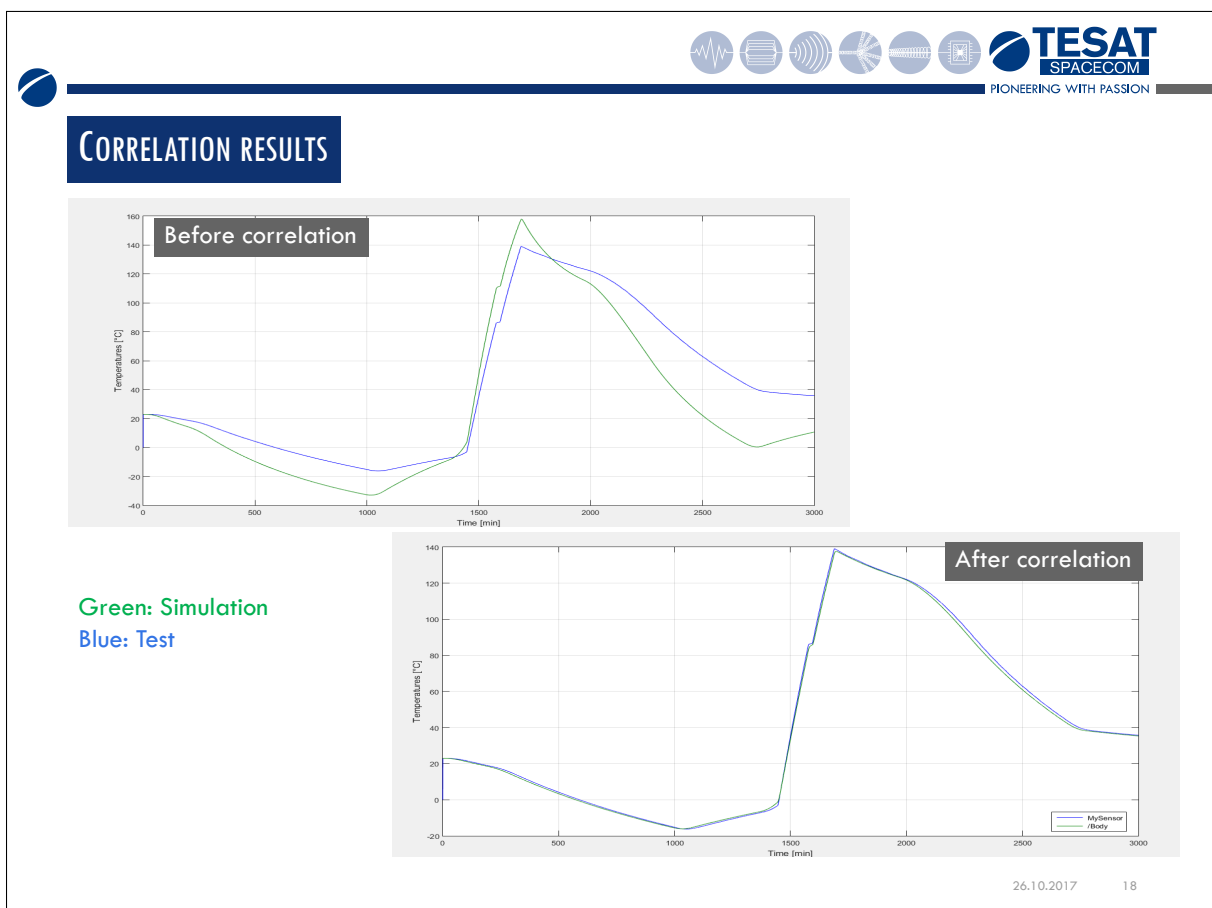 TESAT
SPACECOM
PIONEERING WITH PASSION
CORRELATION RESULTS
Before correlation
160
140
120
100
80
60
40
20
0
-20
-40
Temperatures [°C]
0 500 1000 1500 2000 2500 3000
Time [min]
After correlation
140
120
100
80
60
40
20
0
-20
Temperatures [°C]
MySensor
/Body
0 500 1000 1500 2000 2500 3000
Time [min]
Green: Simulation
Blue: Test
26.10.2017 18